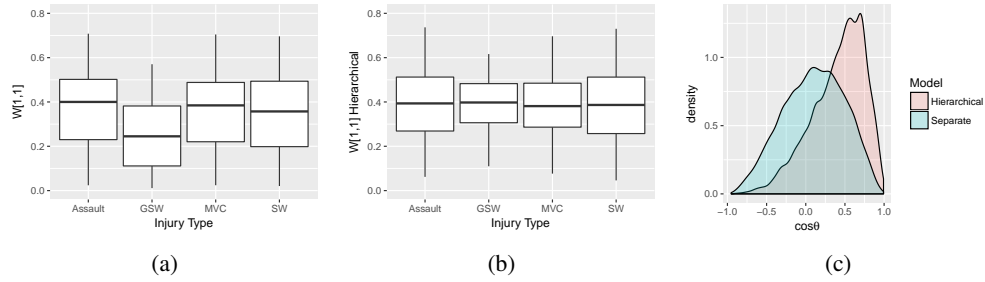 0.8
0.6
0.4
0.2
0.0
W[1,1]
Assault GSW MVC SW
Injury Type
(a)
0.8
0.6
0.4
0.2
0.0
W[1,1] Hierarchical
Assault GSW MVC SW
Injury Type
(b)
1.0
0.5
0.0
density
−1.0 −0.5 0.0 0.5 1.0
cosθ
Model
Hierarchical
Separate
(c)